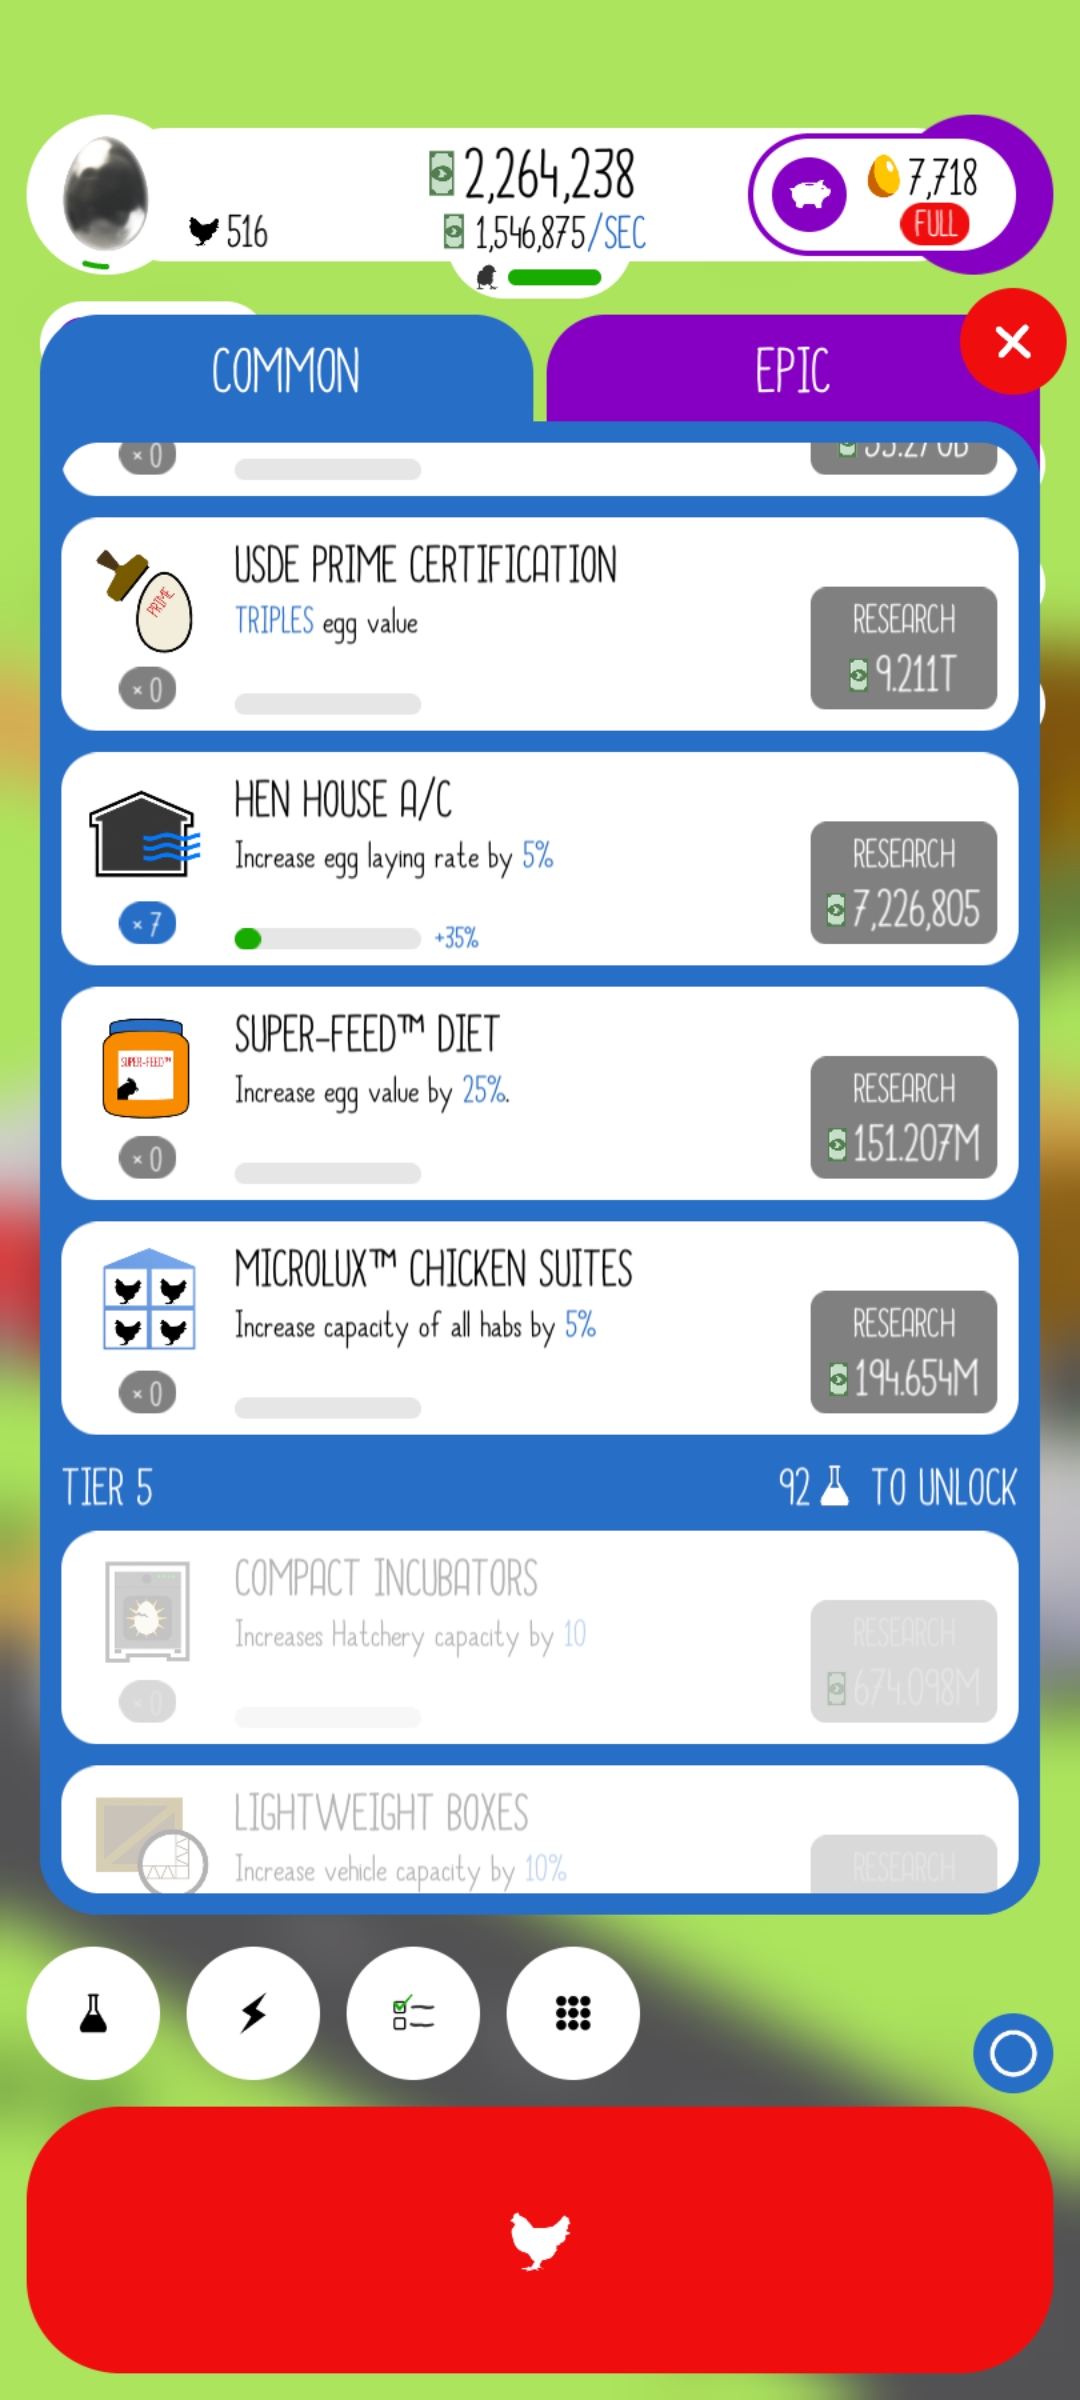 2,264,238
516
1,546,875/SEC
7,718
FULL
COMMON
EPIC
× 0
USDE PRIME CERTIFICATION
TRIPLES egg value
PRIME
RESEARCH
9.211T
× 0
HEN HOUSE A/C
Increase egg laying rate by 5%
RESEARCH
7,226,805
× 7
+35%
SUPER-FEED™ DIET
Increase egg value by 25%.
SUPER-FEED™
RESEARCH
151.207M
× 0
MICROLUX™ CHICKEN SUITES
Increase capacity of all habs by 5%
RESEARCH
194.654M
× 0
TIER 5
92 TO UNLOCK
COMPACT INCUBATORS
Increases Hatchery capacity by 10
RESEARCH
674.098M
× 0
LIGHTWEIGHT BOXES
Increase vehicle capacity by 10%
RESEARCH